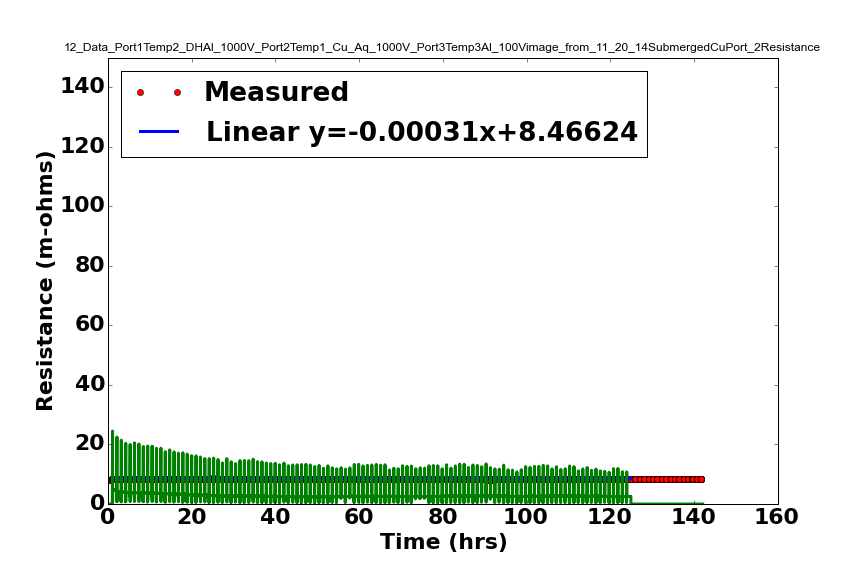 12_Data_Port1Temp2_DHAl_1000V_Port2Temp1_Cu_Aq_1000V_Port3Temp3Al_100Vimage_from_11_20_14SubmergedCuPort_2Resistance
Measured
Linear y=-0.00031x+8.46624
140
120
100
80
60
40
20
0
Resistance (m-ohms)
0 20 40 60 80 100 120 140 160
Time (hrs)